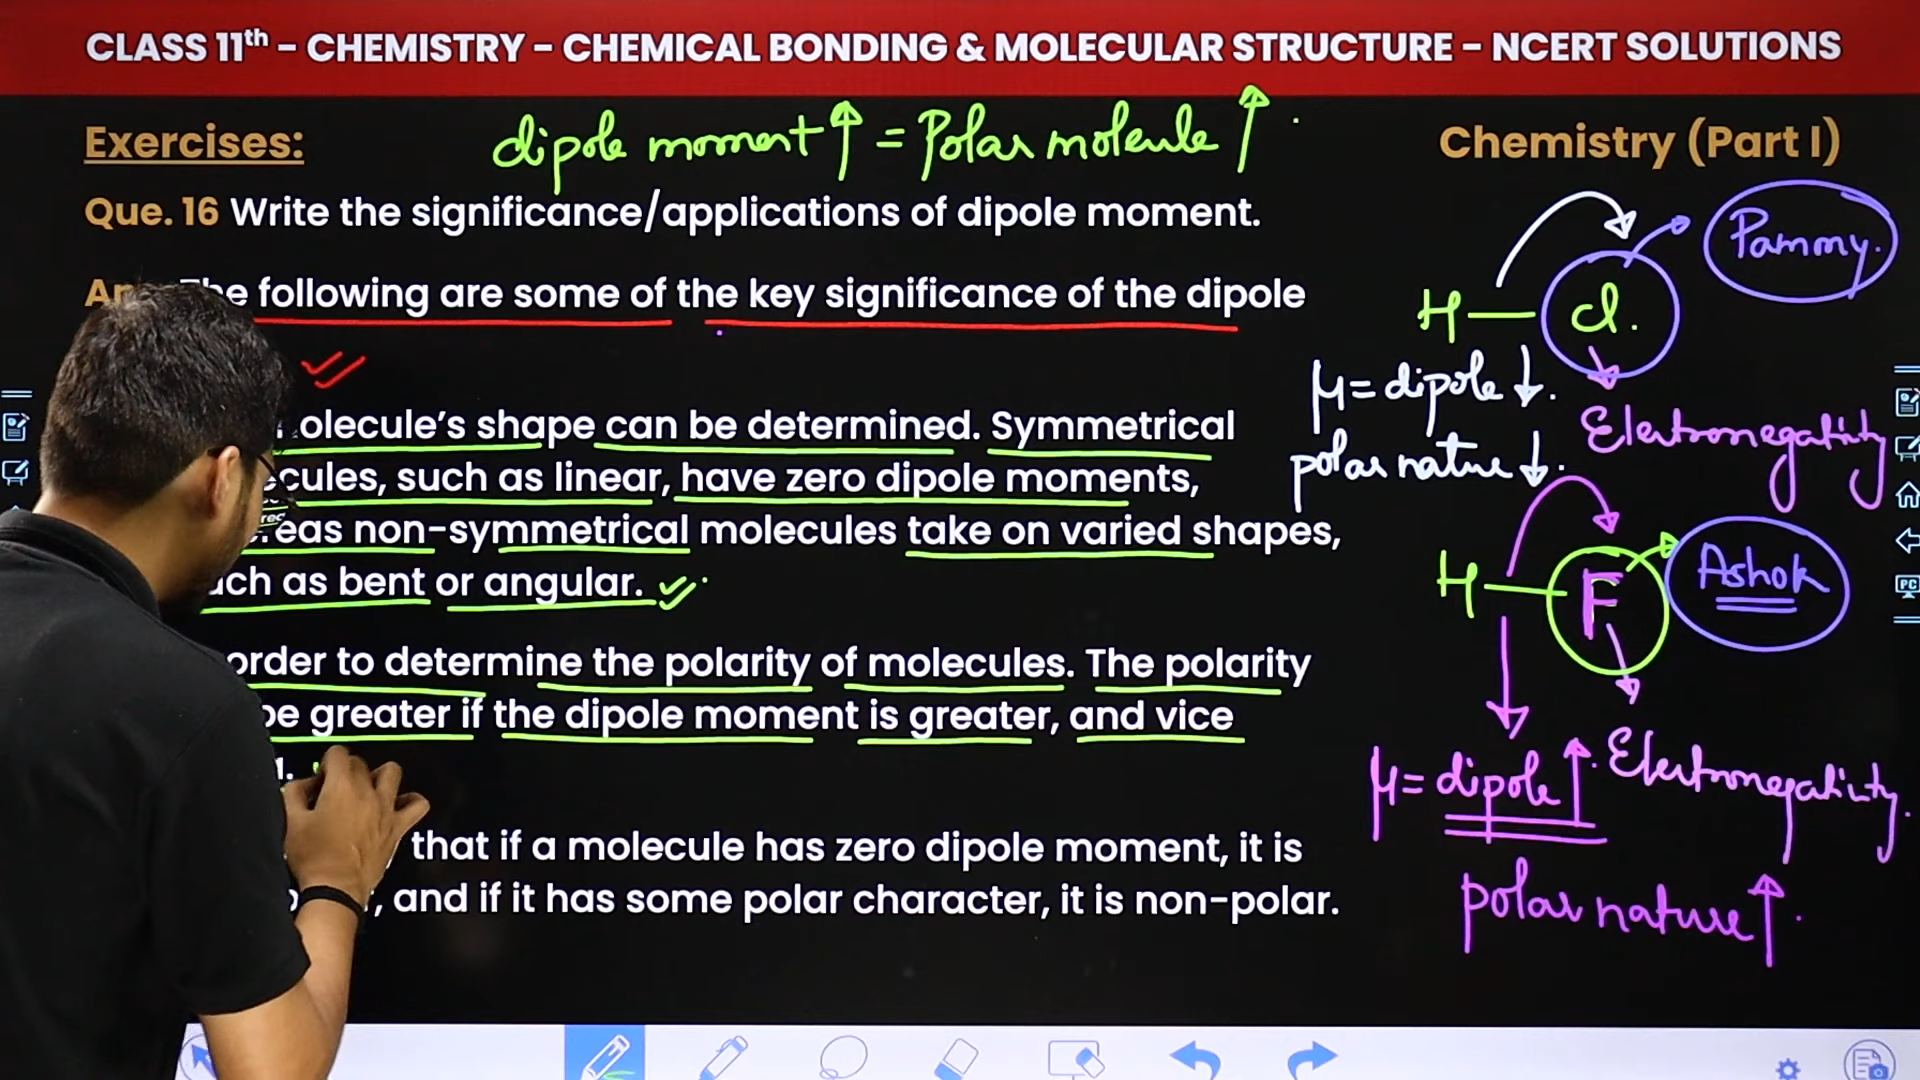 CLASS 11th - CHEMISTRY - CHEMICAL BONDING & MOLECULAR STRUCTURE - NCERT SOLUTIONS
Exercises:
dipole moment ↑ = Polar molecule ↑
Chemistry (Part I)
Que. 16 Write the significance/applications of dipole moment.
The following are some of the key significance of the dipole
shape can be determined. Symmetrical
such as linear, have zero dipole moments,
non-symmetrical molecules take on varied shapes,
as bent or angular.
order to determine the polarity of molecules. The polarity
be greater if the dipole moment is greater, and vice
that if a molecule has zero dipole moment, it is
and if it has some polar character, it is non-polar.
Pammy.
H — Cl.
μ = dipole ↓.
Electronegativity
polar nature ↓.
H — F
Ashok
μ = dipole ↑.
Electronegativity.
polar nature ↑.
PC